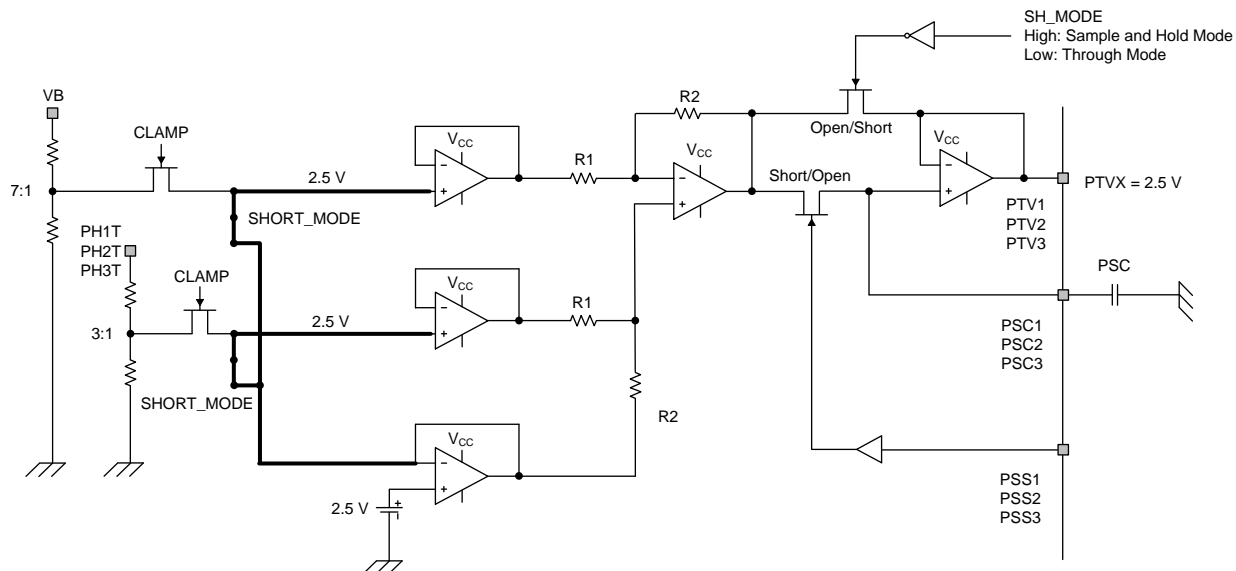 SH_MODE
High: Sample and Hold Mode
Low: Through Mode
VB
R2
CLAMP
Open/Short
VCC
VCC
VCC
R1
2.5 V
Short/Open
7:1
PTVX = 2.5 V
SHORT_MODE
PTV1
PTV2
PTV3
PH1T
PH2T
PH3T
CLAMP
VCC
PSC
R1
2.5 V
3:1
PSC1
PSC2
PSC3
SHORT_MODE
R2
VCC
PSS1
PSS2
PSS3
2.5 V
+
-
+
-
+
-
+
-
+
-
+